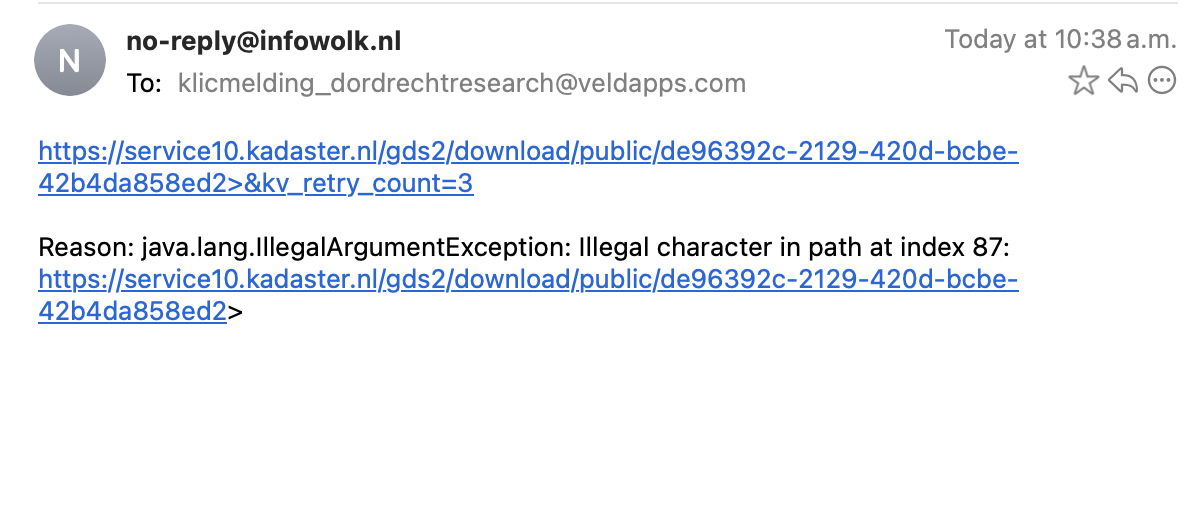 N
no-reply@infowolk.nl
Today at 10:38 a.m.
To: klicmelding_dordrechtresearch@veldapps.com
https://service10.kadaster.nl/gds2/download/public/de96392c-2129-420d-bcbe-
42b4da858ed2>&kv_retry_count=3
Reason: java.lang.IllegalArgumentException: Illegal character in path at index 87:
https://service10.kadaster.nl/gds2/download/public/de96392c-2129-420d-bcbe-
42b4da858ed2>